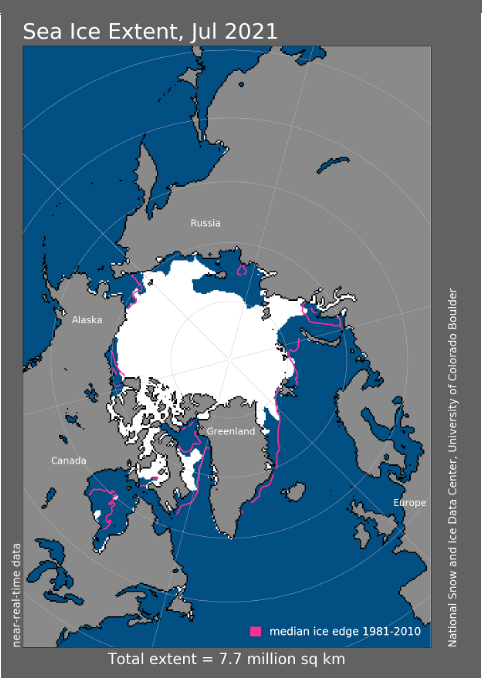 Sea Ice Extent, Jul 2021
Russia
Alaska
Greenland
Canada
Europe
near-real-time data
National Snow and Ice Data Center, University of Colorado Boulder
median ice edge 1981-2010
Total extent = 7.7 million sq km